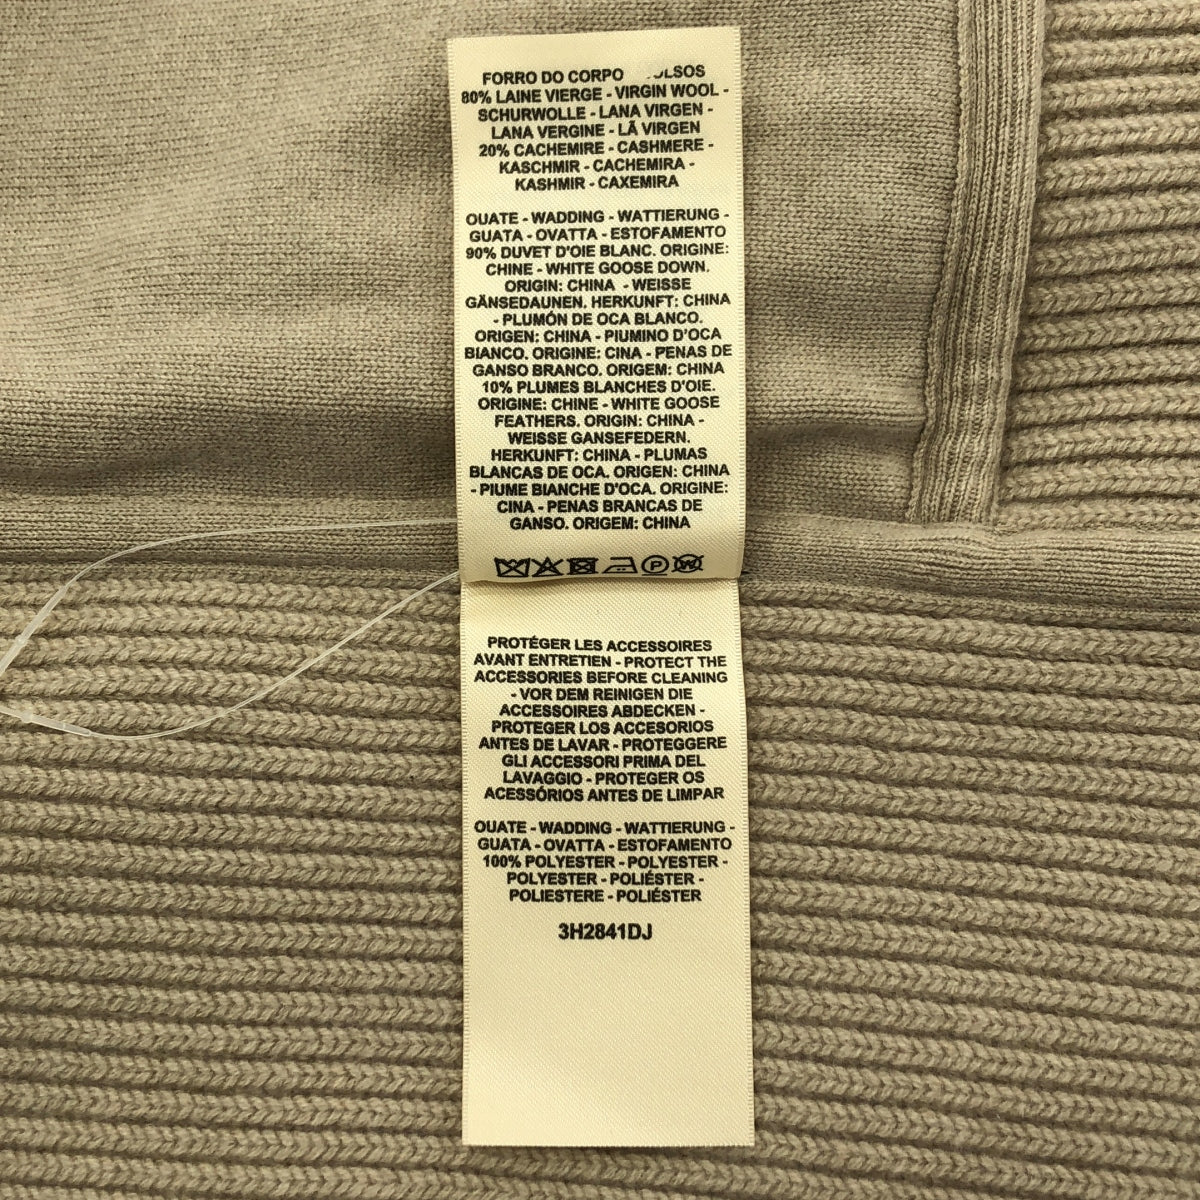 FORRO DO CORPO
80% LAINE VIERGE - VIRGIN WOOL -
SCHURWOLLE - LANA VIRGEN -
LANA VERGINE - LÃ VIRGEN
20% CACHEMIRE - CASHMERE -
KASCHMIR - CACHEMIRA -
KASHMIR - CAXEMIRA
OUATE - WADDING - WATTIERUNG -
GUATA - OVATTA - ESTOFAMENTO
90% DUVET D'OIE BLANC. ORIGINE:
CHINE - WHITE GOOSE DOWN.
ORIGIN: CHINA - WEISSE
GÄNSEDAUNEN. HERKUNFT: CHINA
- PLUMÓN DE OCA BLANCO.
ORIGEN: CHINA - PIUMINO D'OCA
BIANCO. ORIGINE: CINA - PENAS DE
GANSO BRANCO. ORIGEM: CHINA
10% PLUMES BLANCHES D'OIE.
ORIGINE: CHINE - WHITE GOOSE
FEATHERS. ORIGIN: CHINA -
WEISSE GANSEFEDERN.
HERKUNFT: CHINA - PLUMAS
BLANCAS DE OCA. ORIGEN: CHINA
- PIUME BIANCHE D'OCA. ORIGINE:
CINA - PENAS BRANCAS DE
GANSO. ORIGEM: CHINA
P W
PROTÉGER LES ACCESSOIRES
AVANT ENTRETIEN - PROTECT THE
ACCESSORIES BEFORE CLEANING
- VOR DEM REINIGEN DIE
ACCESSOIRES ABDECKEN -
PROTEGER LOS ACCESORIOS
ANTES DE LAVAR - PROTEGGERE
GLI ACCESSORI PRIMA DEL
LAVAGGIO - PROTEGER OS
ACESSÓRIOS ANTES DE LIMPAR
OUATE - WADDING - WATTIERUNG -
GUATA - OVATTA - ESTOFAMENTO
100% POLYESTER - POLYESTER -
POLYESTER - POLIÉSTER -
POLIESTERE - POLIÉSTER
3H2841DJ